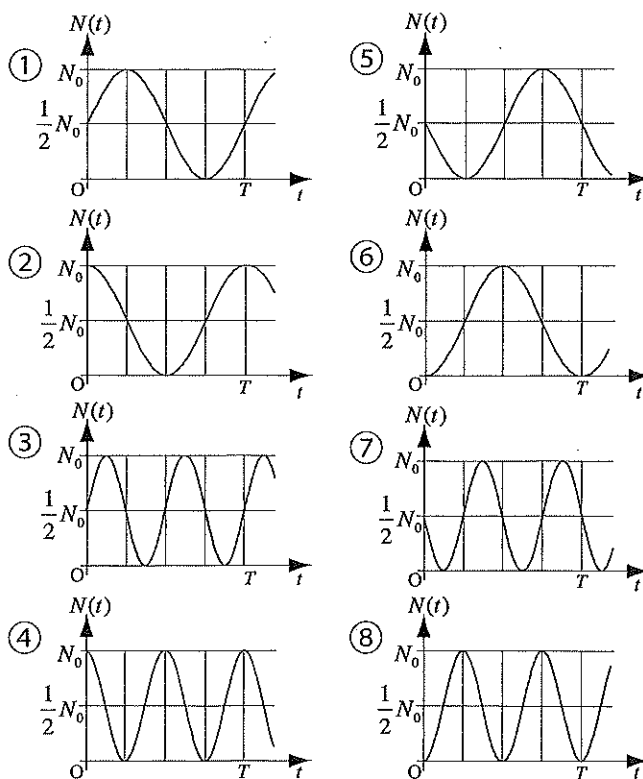 ① N(t)
N₀
1/2 N₀
O T t
② N(t)
N₀
1/2 N₀
O T t
③ N(t)
N₀
1/2 N₀
O T t
④ N(t)
N₀
1/2 N₀
O T t
⑤ N(t)
N₀
1/2 N₀
O T t
⑥ N(t)
N₀
1/2 N₀
O T t
⑦ N(t)
N₀
1/2 N₀
O T t
⑧ N(t)
N₀
1/2 N₀
O T t